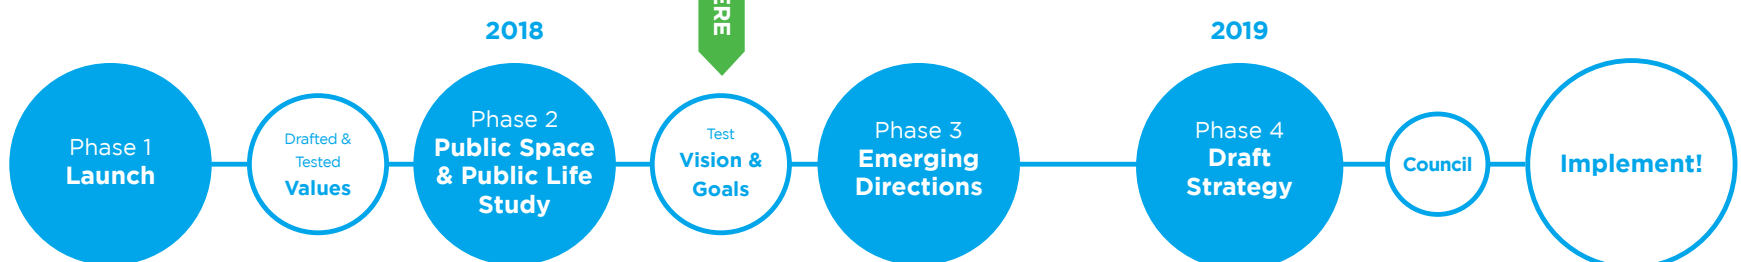 ERE
2018
2019
Phase 1
Launch
Drafted &
Tested
Values
Phase 2
Public Space
& Public Life
Study
Test
Vision &
Goals
Phase 3
Emerging
Directions
Phase 4
Draft
Strategy
Council
Implement!